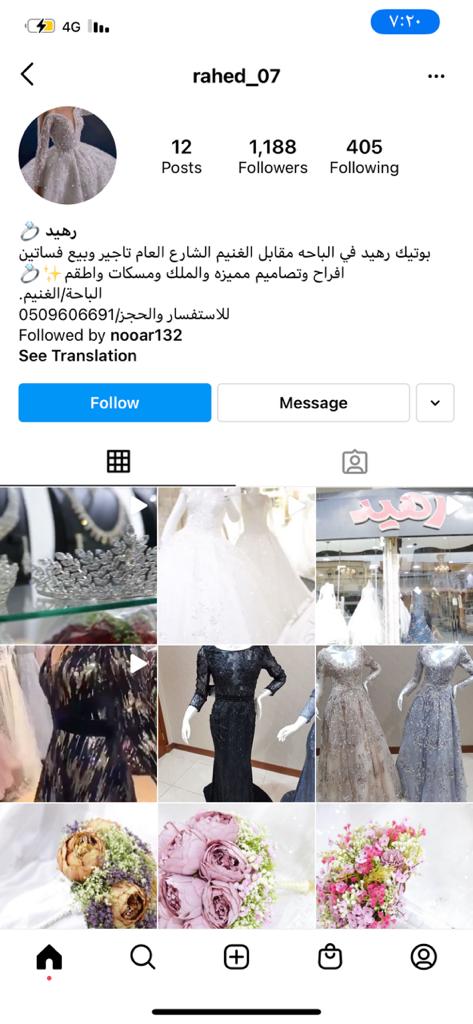 4G
٧:٢٠
rahed_07
12
Posts
1,188
Followers
405
Following
رهيد 💍
بوتيك رهيد في الباحه مقابل الغنيم الشارع العام تاجير وبيع فساتين
افراح وتصاميم مميزه والملك ومسكات واطقم ✨💍
الباحة/الغنيم.
للاستفسار والحجز/0509606691
Followed by nooar132
See Translation
Follow
Message
رهيد